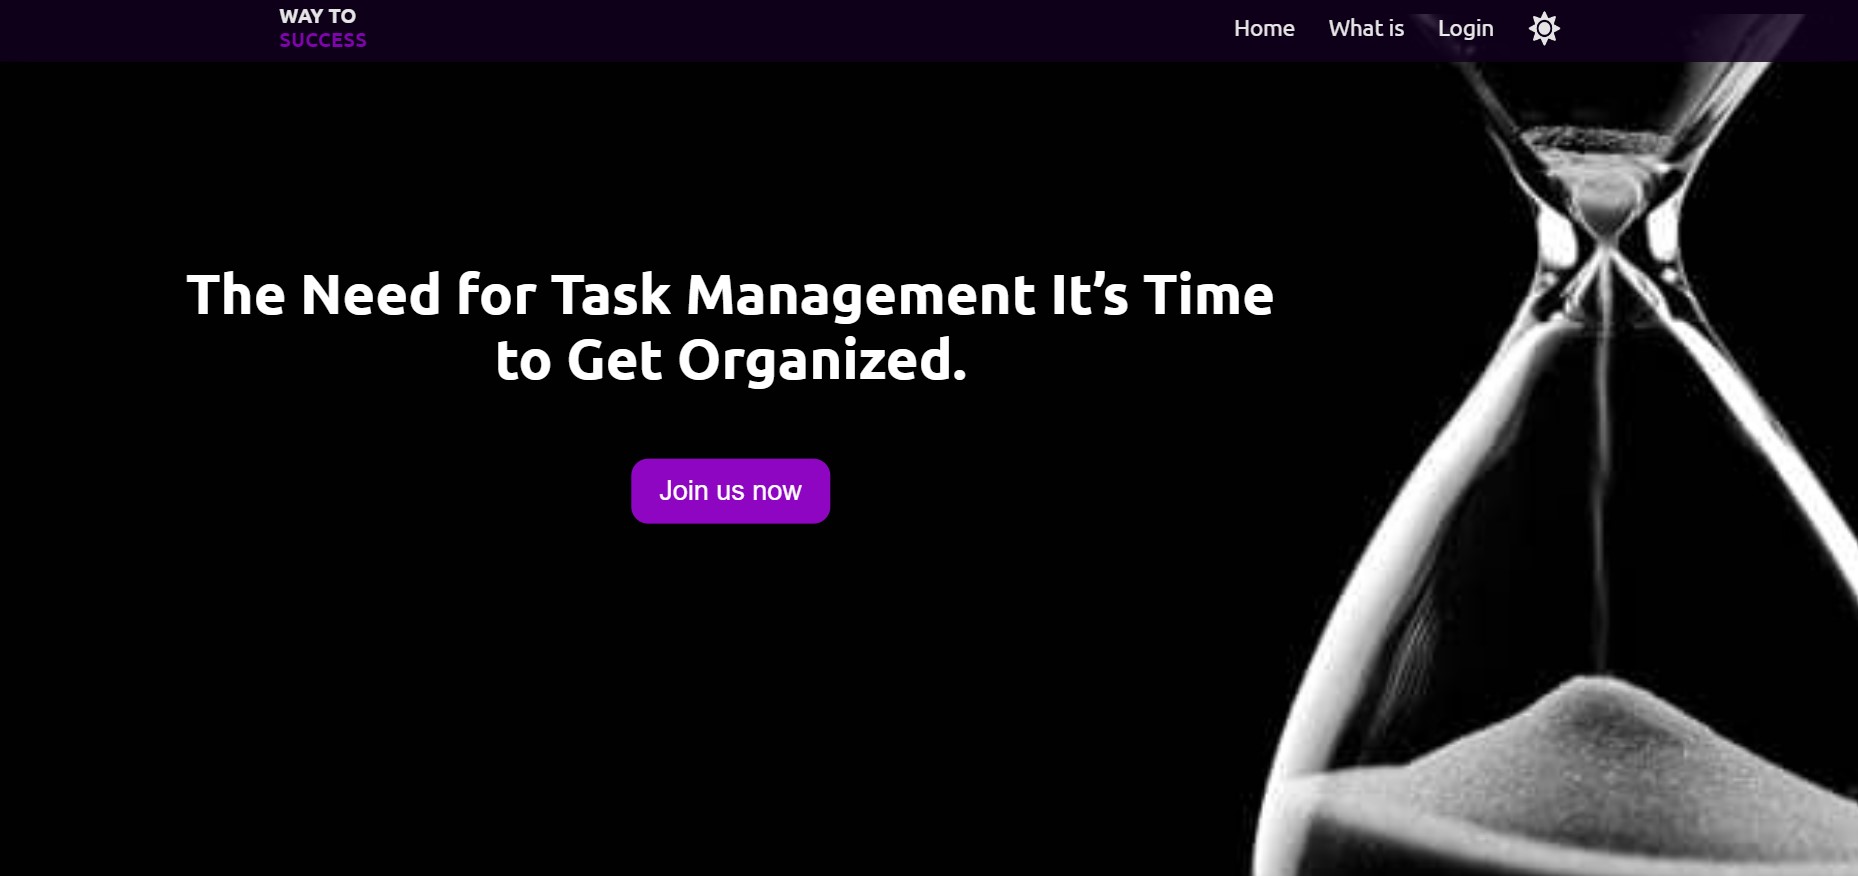 WAY TO
SUCCESS
Home What is Login
The Need for Task Management It’s Time
to Get Organized.
Join us now